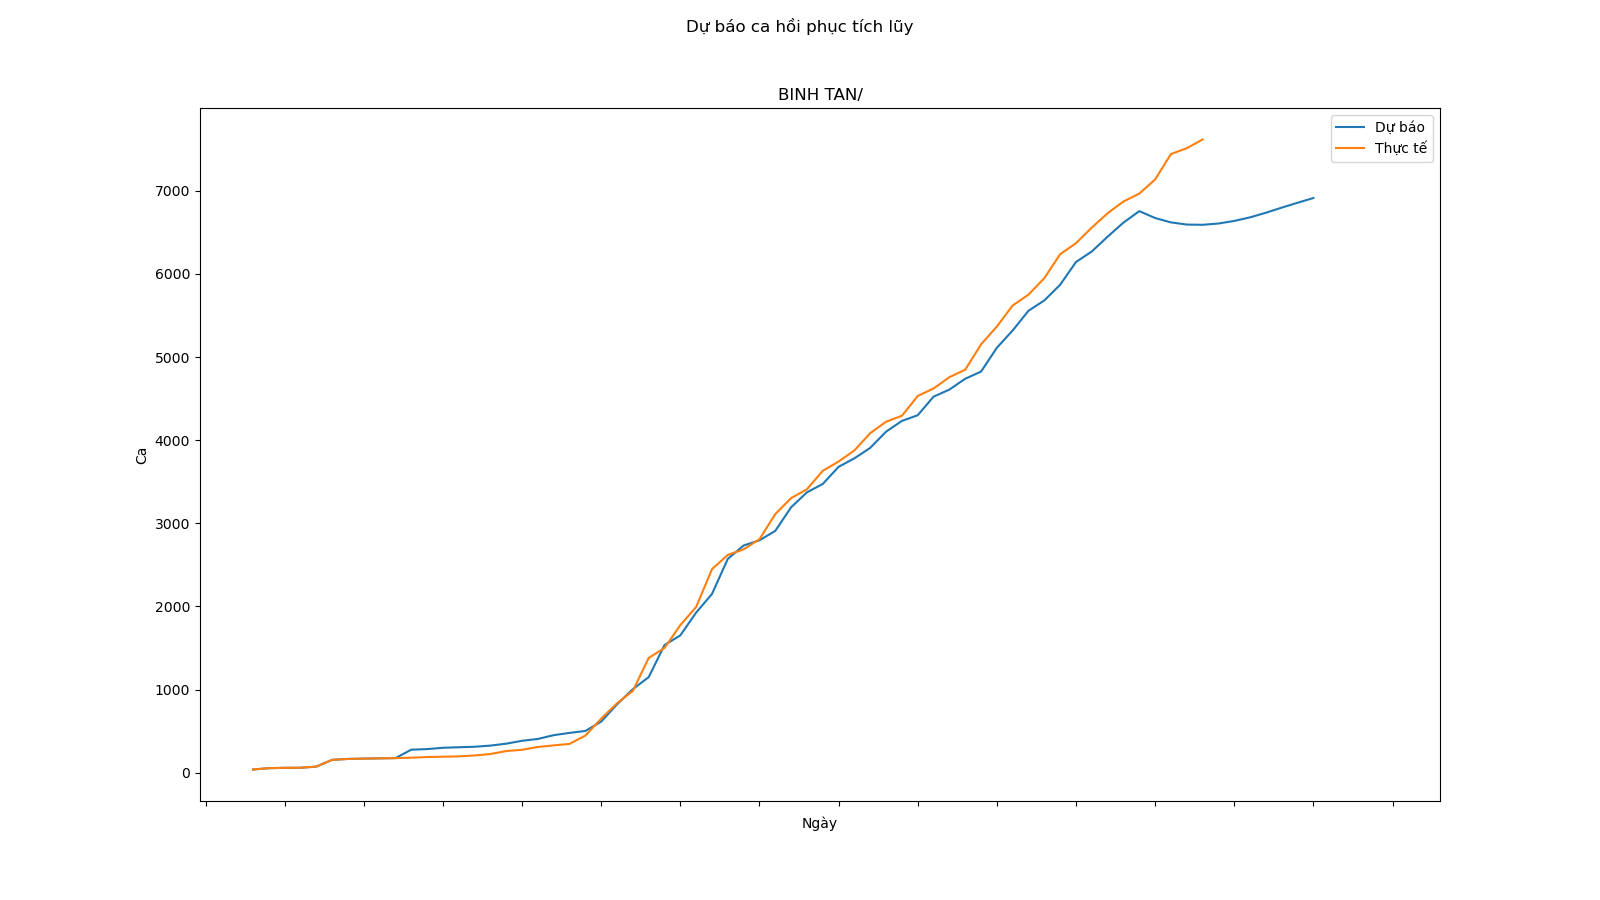 Dự báo ca hồi phục tích lũy
BINH TAN/
Dự báo
Thực tế
7000
6000
5000
4000
3000
2000
1000
0
Ca
Ngày